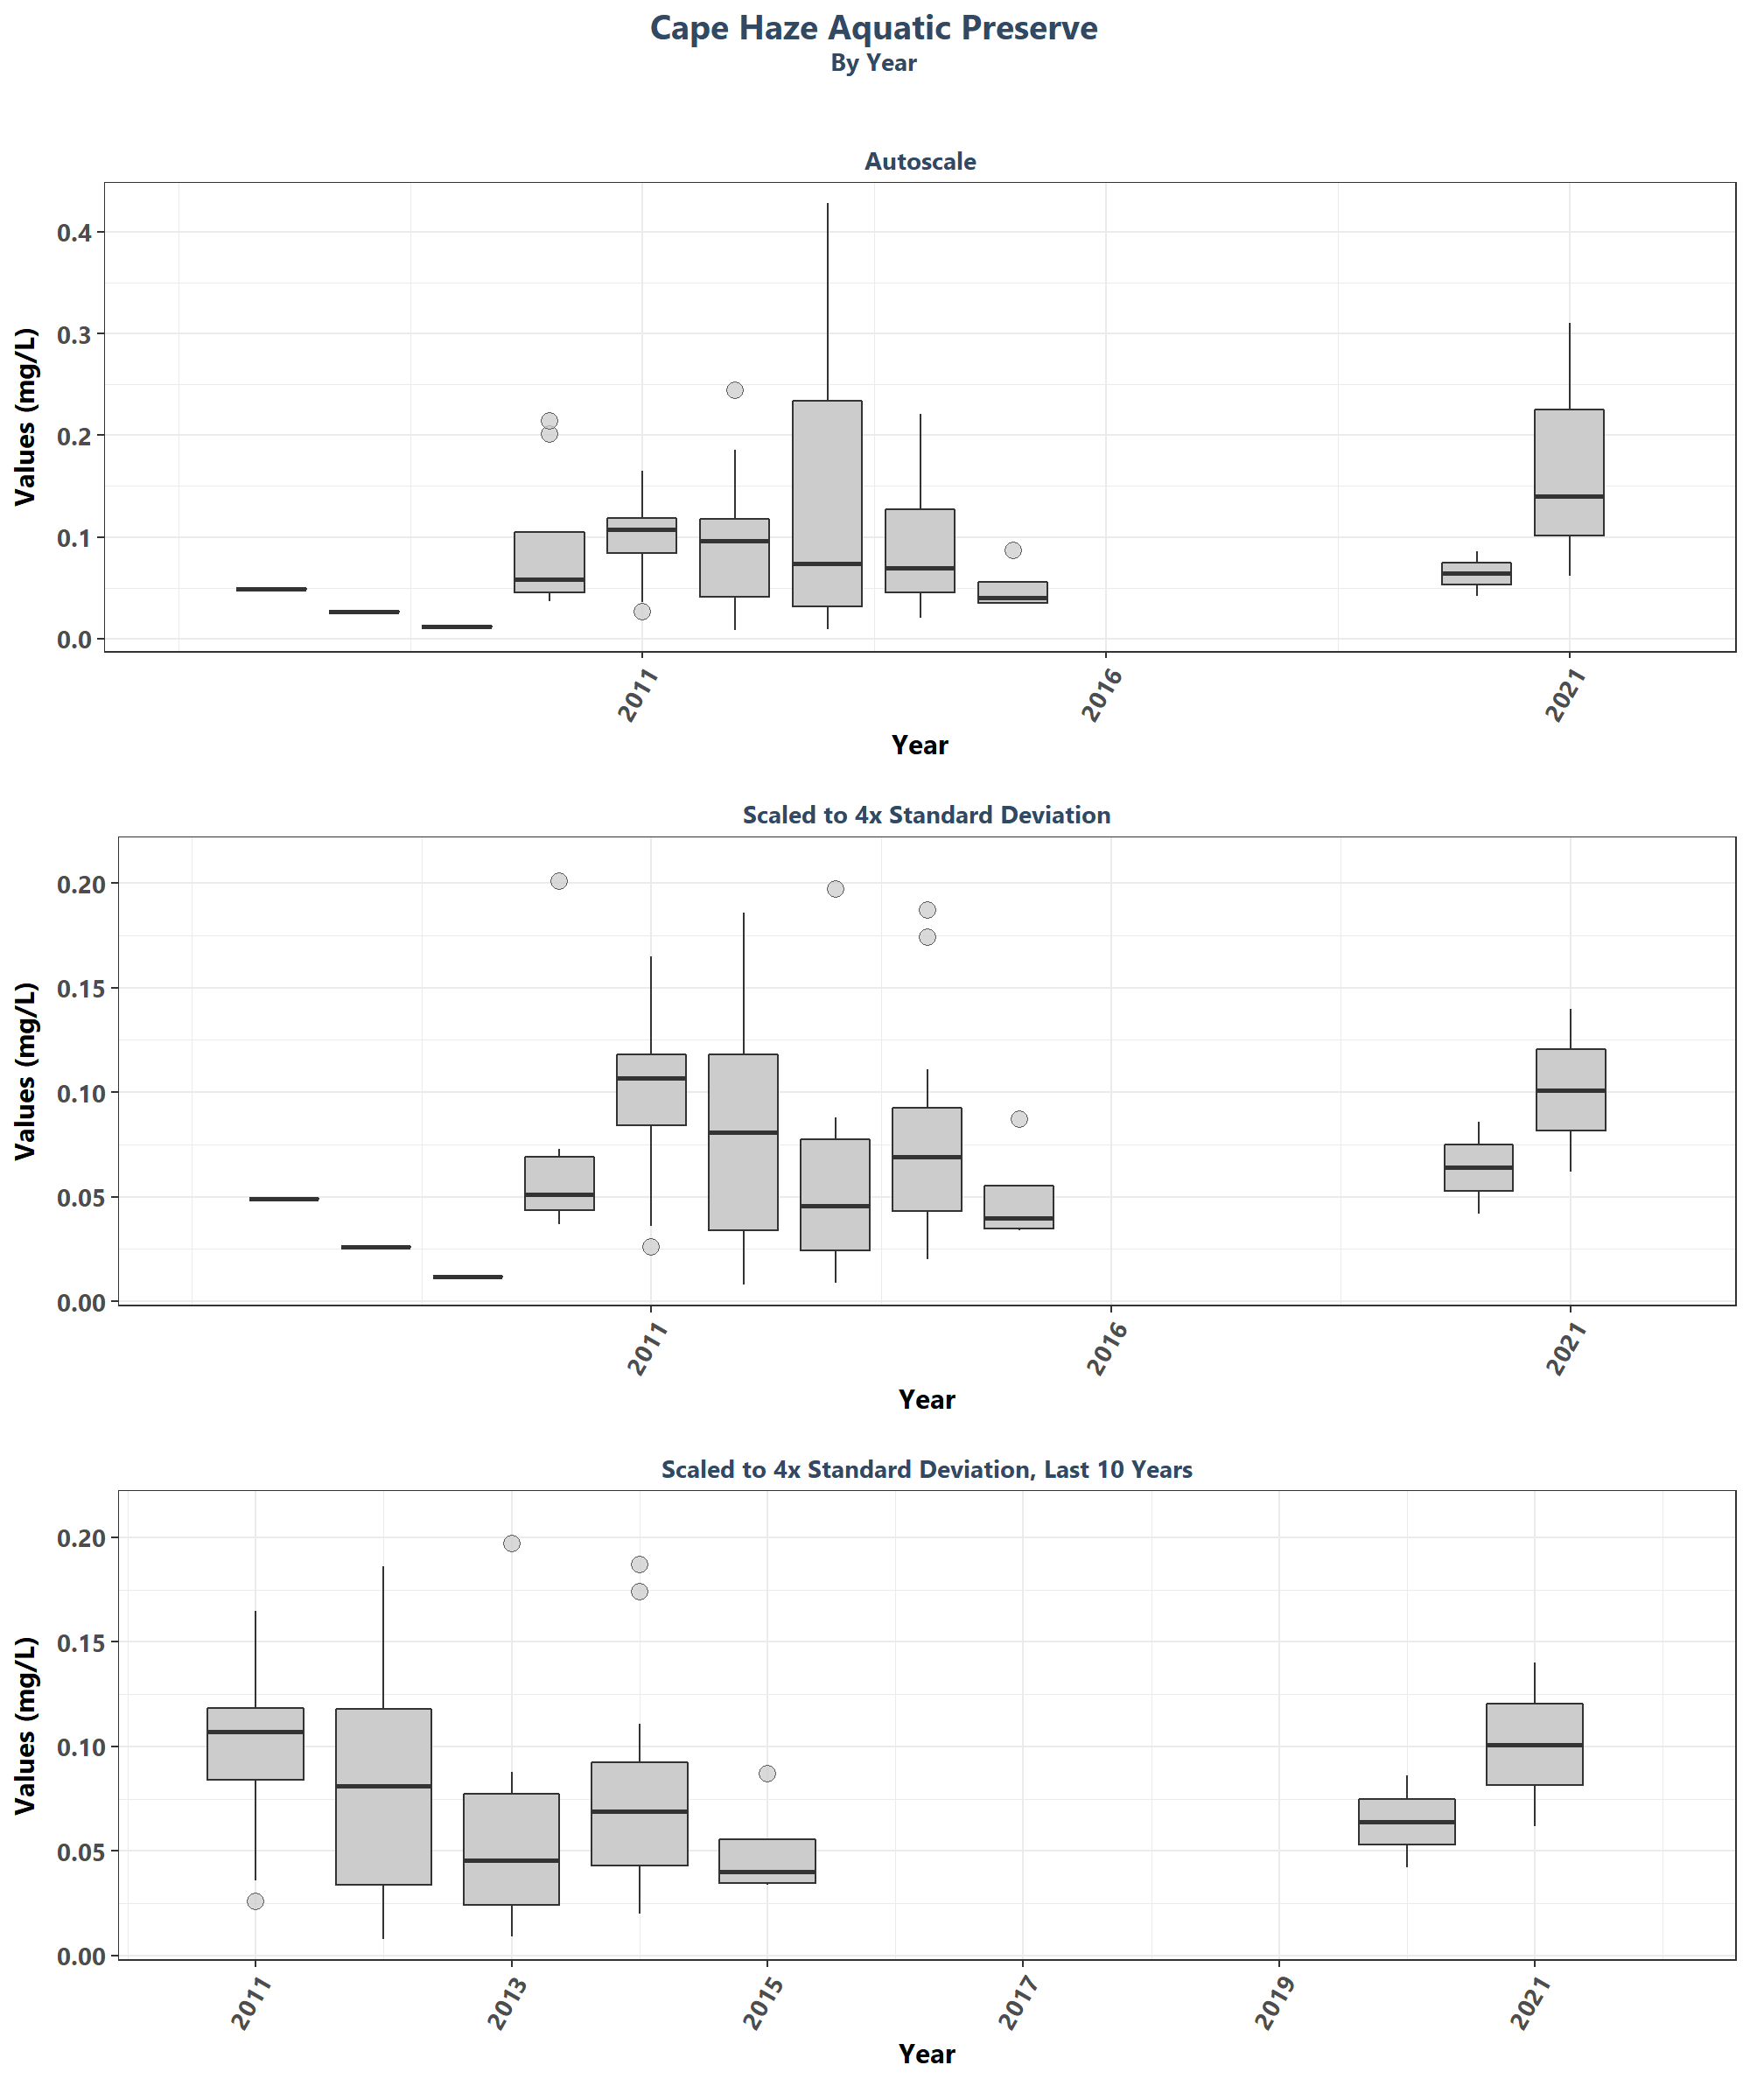 Cape Haze Aquatic Preserve
By Year
Autoscale
Values (mg/L)
0.4
0.3
0.2
0.1
0.0
2011
2016
2021
Year
Scaled to 4x Standard Deviation
Values (mg/L)
0.20
0.15
0.10
0.05
0.00
2011
2016
2021
Year
Scaled to 4x Standard Deviation, Last 10 Years
Values (mg/L)
0.20
0.15
0.10
0.05
0.00
2011
2013
2015
2017
2019
2021
Year